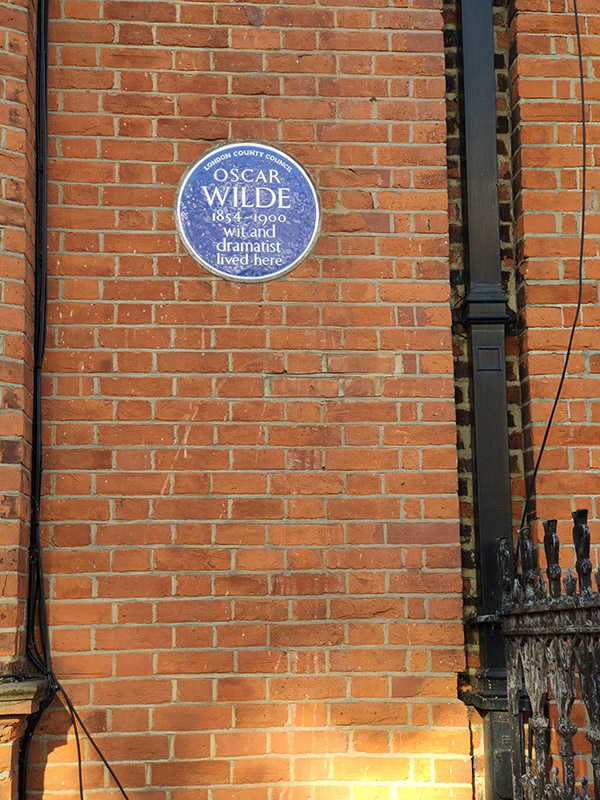 LONDON COUNTY COUNCIL
OSCAR
WILDE
1854-1900
wit and
dramatist
lived here